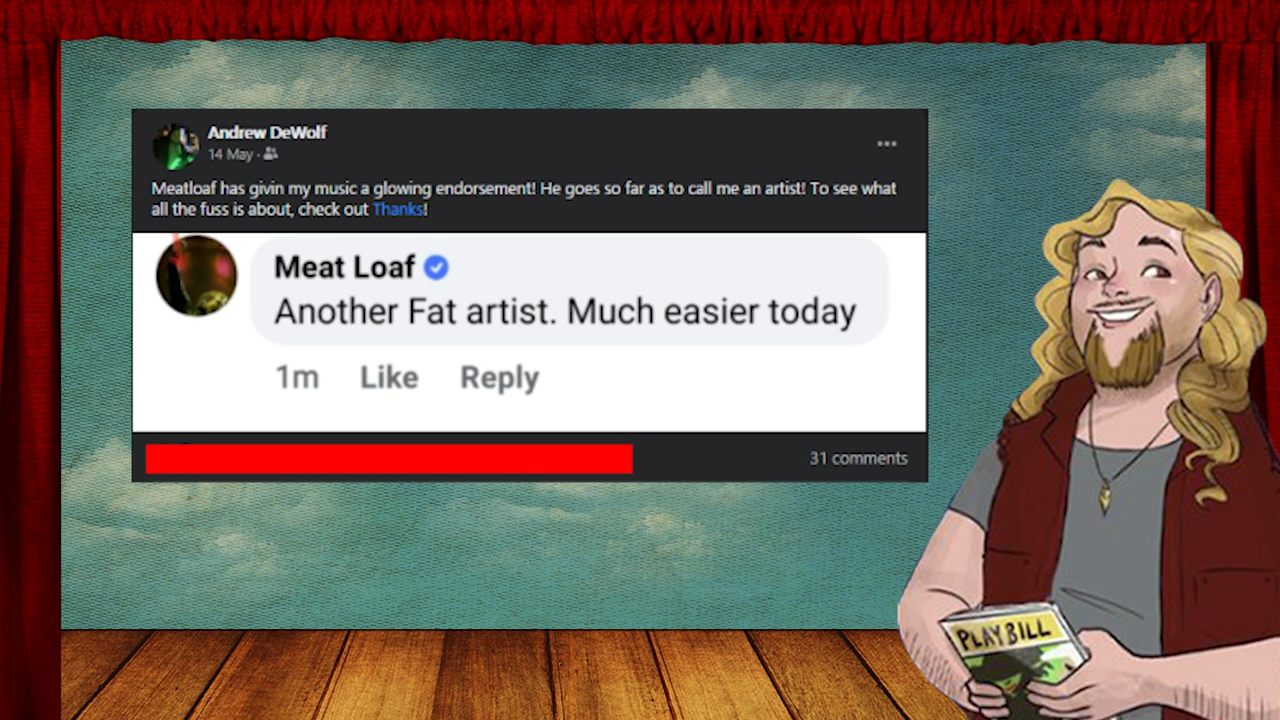 Andrew DeWolf
14 May ·
Meatloaf has givin my music a glowing endorsement! He goes so far as to call me an artist! To see what
all the fuss is about, check out Thanks!
Meat Loaf
Another Fat artist. Much easier today
1m Like Reply
31 comments
PLAYBILL